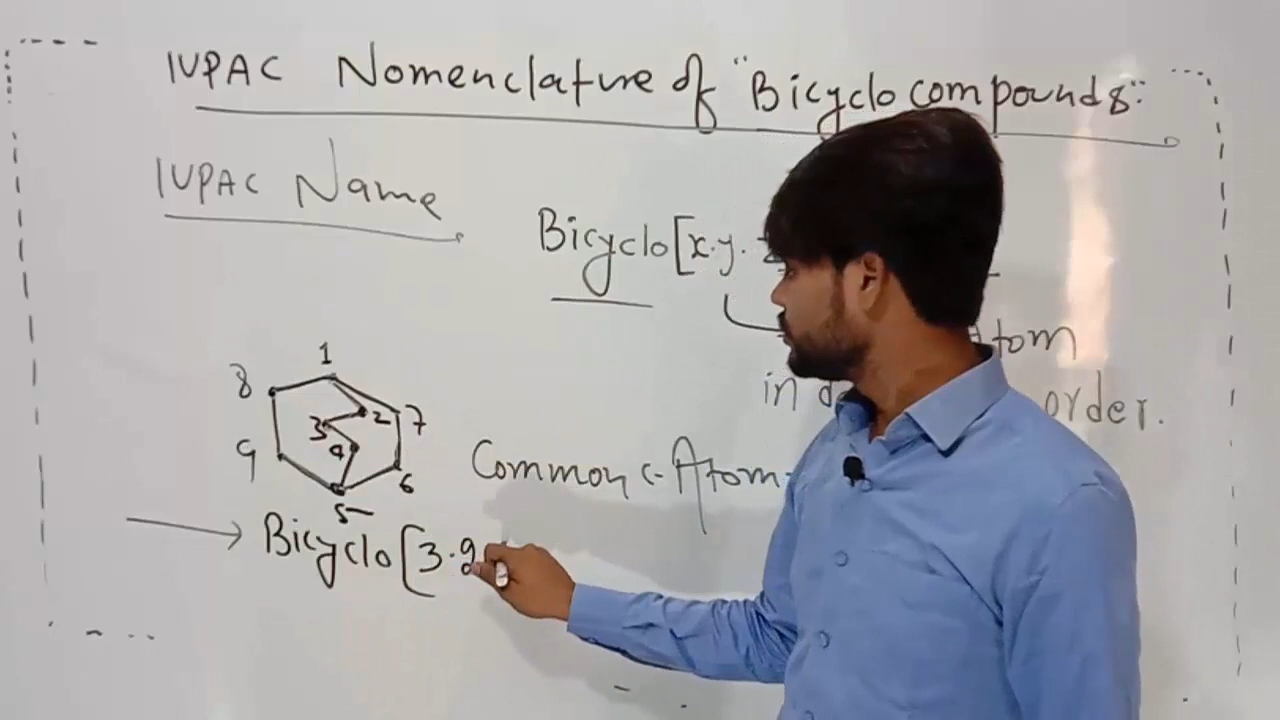 IUPAC Nomenclature of "Bicyclo compounds"
IUPAC Name
Bicyclo[x.y.
Atom
in order.
1
8
2
7
3
4
9
6
5
Common C-Atom-
Bicyclo[3.2